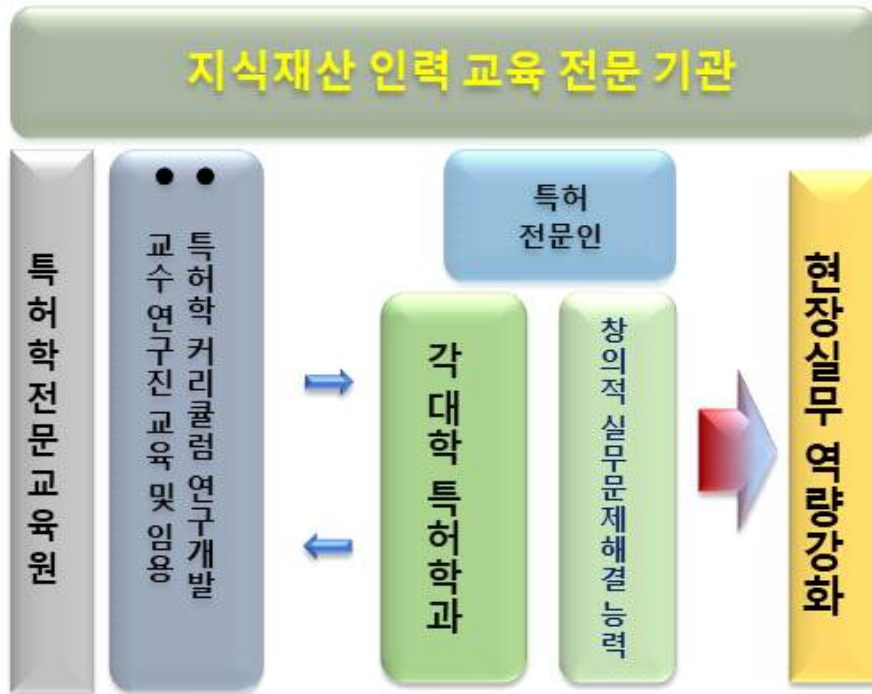 지식재산 인력 교육 전문 기관
특허학전문교육원
• 특허학 커리큘럼 연구개발
• 교수 연구진 교육 및 임용
특허
전문인
각 대학 특허학과
창의적 실무문제해결 능력
현장실무 역량강화